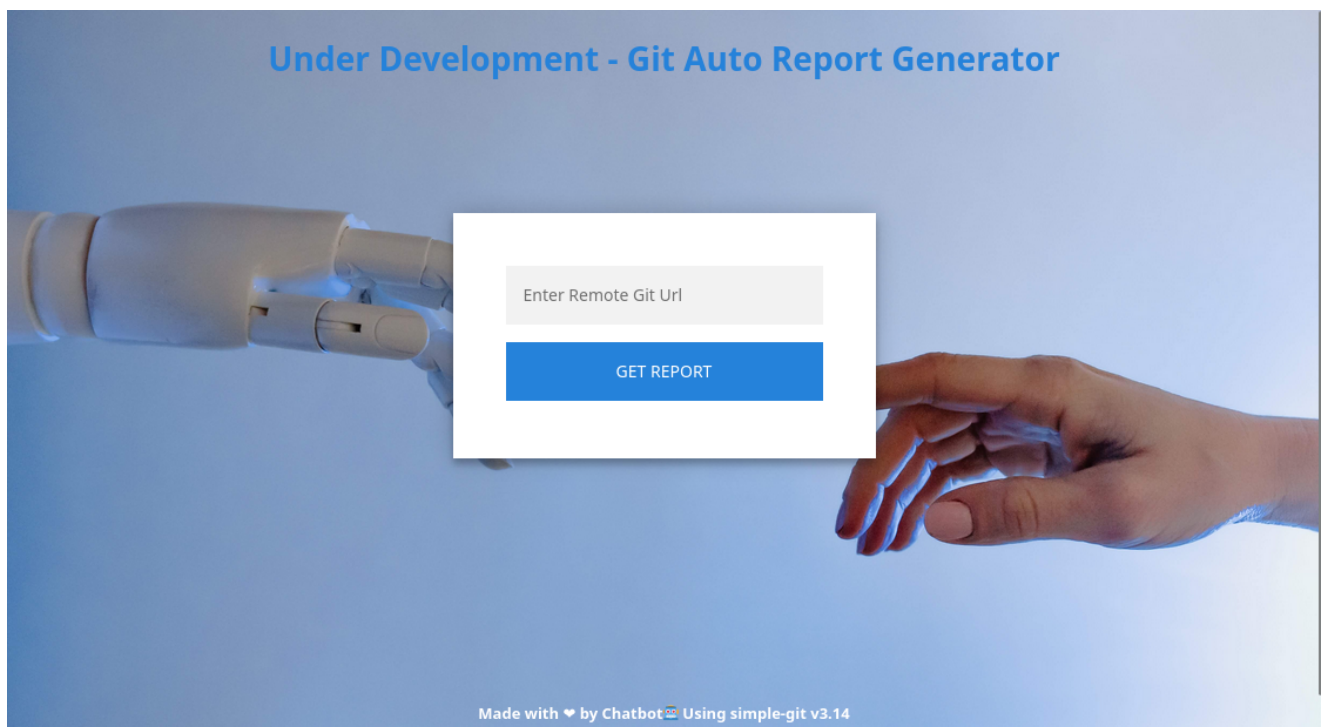 Under Development - Git Auto Report Generator
Enter Remote Git Url
GET REPORT
Made with ❤ by Chatbot🤖 Using simple-git v3.14